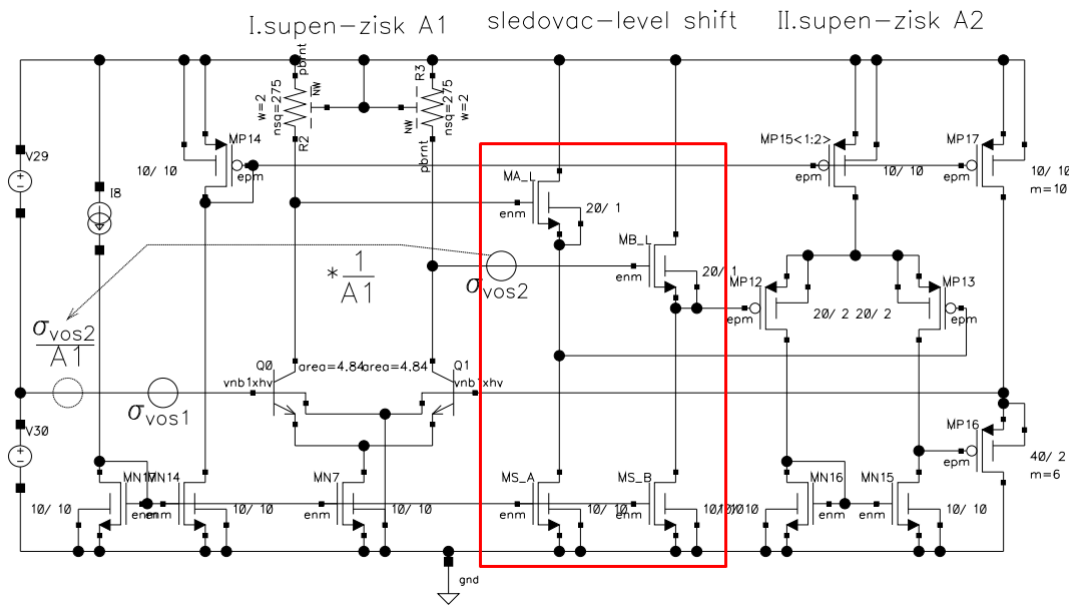 I.supen-zisk A1 sledovac-level shift II.supen-zisk A2
pbrnt
R3
w=2
nsq=275
NW
R2
NW
nsq=275
w=2
pbrnt
V29
I8
MP14
10/ 10
epm
MA_L
enm
20/ 1
MB_L
enm
20/ 1
MP15<1:2>
epm
10/ 10
MP17
epm
10/ 10
m=10
σvos2
A1
*1
A1
σvos2
σvos1
MP12
epm
20/ 2 20/ 2
MP13
epm
Q0
area=4.84
area=4.84
Q1
vnb1xhv
vnb1xhv
V30
MP16
epm
40/ 2
m=6
10/ 10
enm
MN14
enm
10/ 10
MN7
enm
10/ 10
MS_A
enm
10/ 10
MS_B
enm
10/ 10
MN16
enm
MN15
enm
10/ 10
gnd